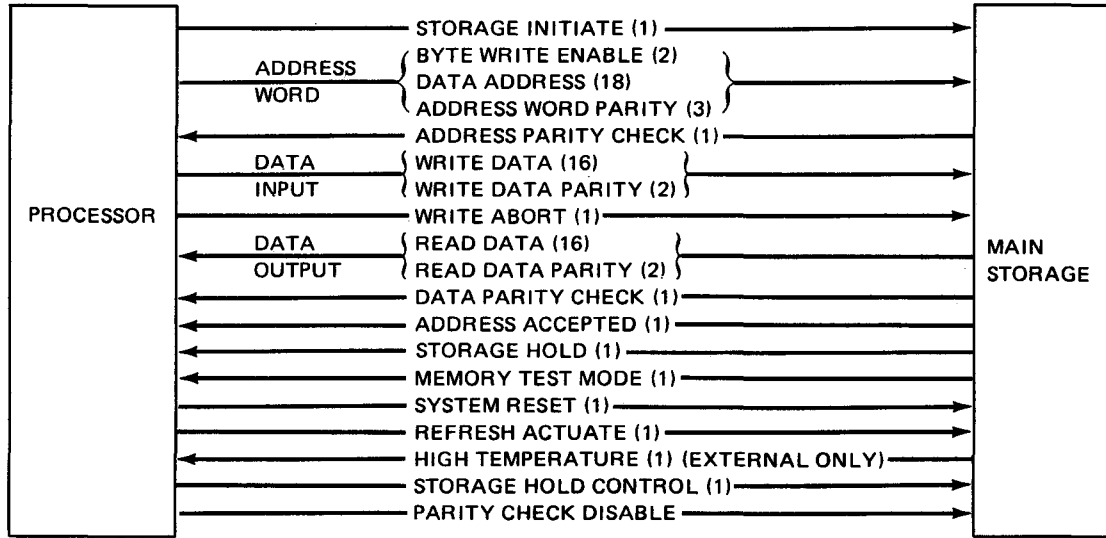 STORAGE INITIATE (1)
ADDRESS WORD
BYTE WRITE ENABLE (2)
DATA ADDRESS (18)
ADDRESS WORD PARITY (3)
ADDRESS PARITY CHECK (1)
DATA INPUT
WRITE DATA (16)
WRITE DATA PARITY (2)
PROCESSOR
WRITE ABORT (1)
DATA OUTPUT
READ DATA (16)
READ DATA PARITY (2)
MAIN
STORAGE
DATA PARITY CHECK (1)
ADDRESS ACCEPTED (1)
STORAGE HOLD (1)
MEMORY TEST MODE (1)
SYSTEM RESET (1)
REFRESH ACTUATE (1)
HIGH TEMPERATURE (1) (EXTERNAL ONLY)
STORAGE HOLD CONTROL (1)
PARITY CHECK DISABLE